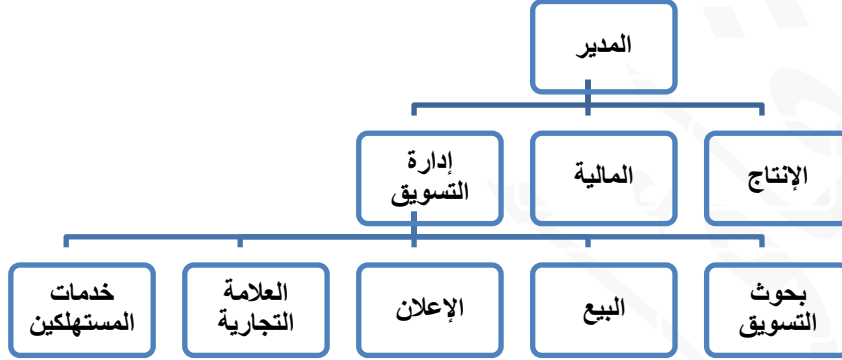 المدير
الإنتاج
المالية
إدارة
التسويق
بحوث
التسويق
البيع
الإعلان
العلامة
التجارية
خدمات
المستهلكين